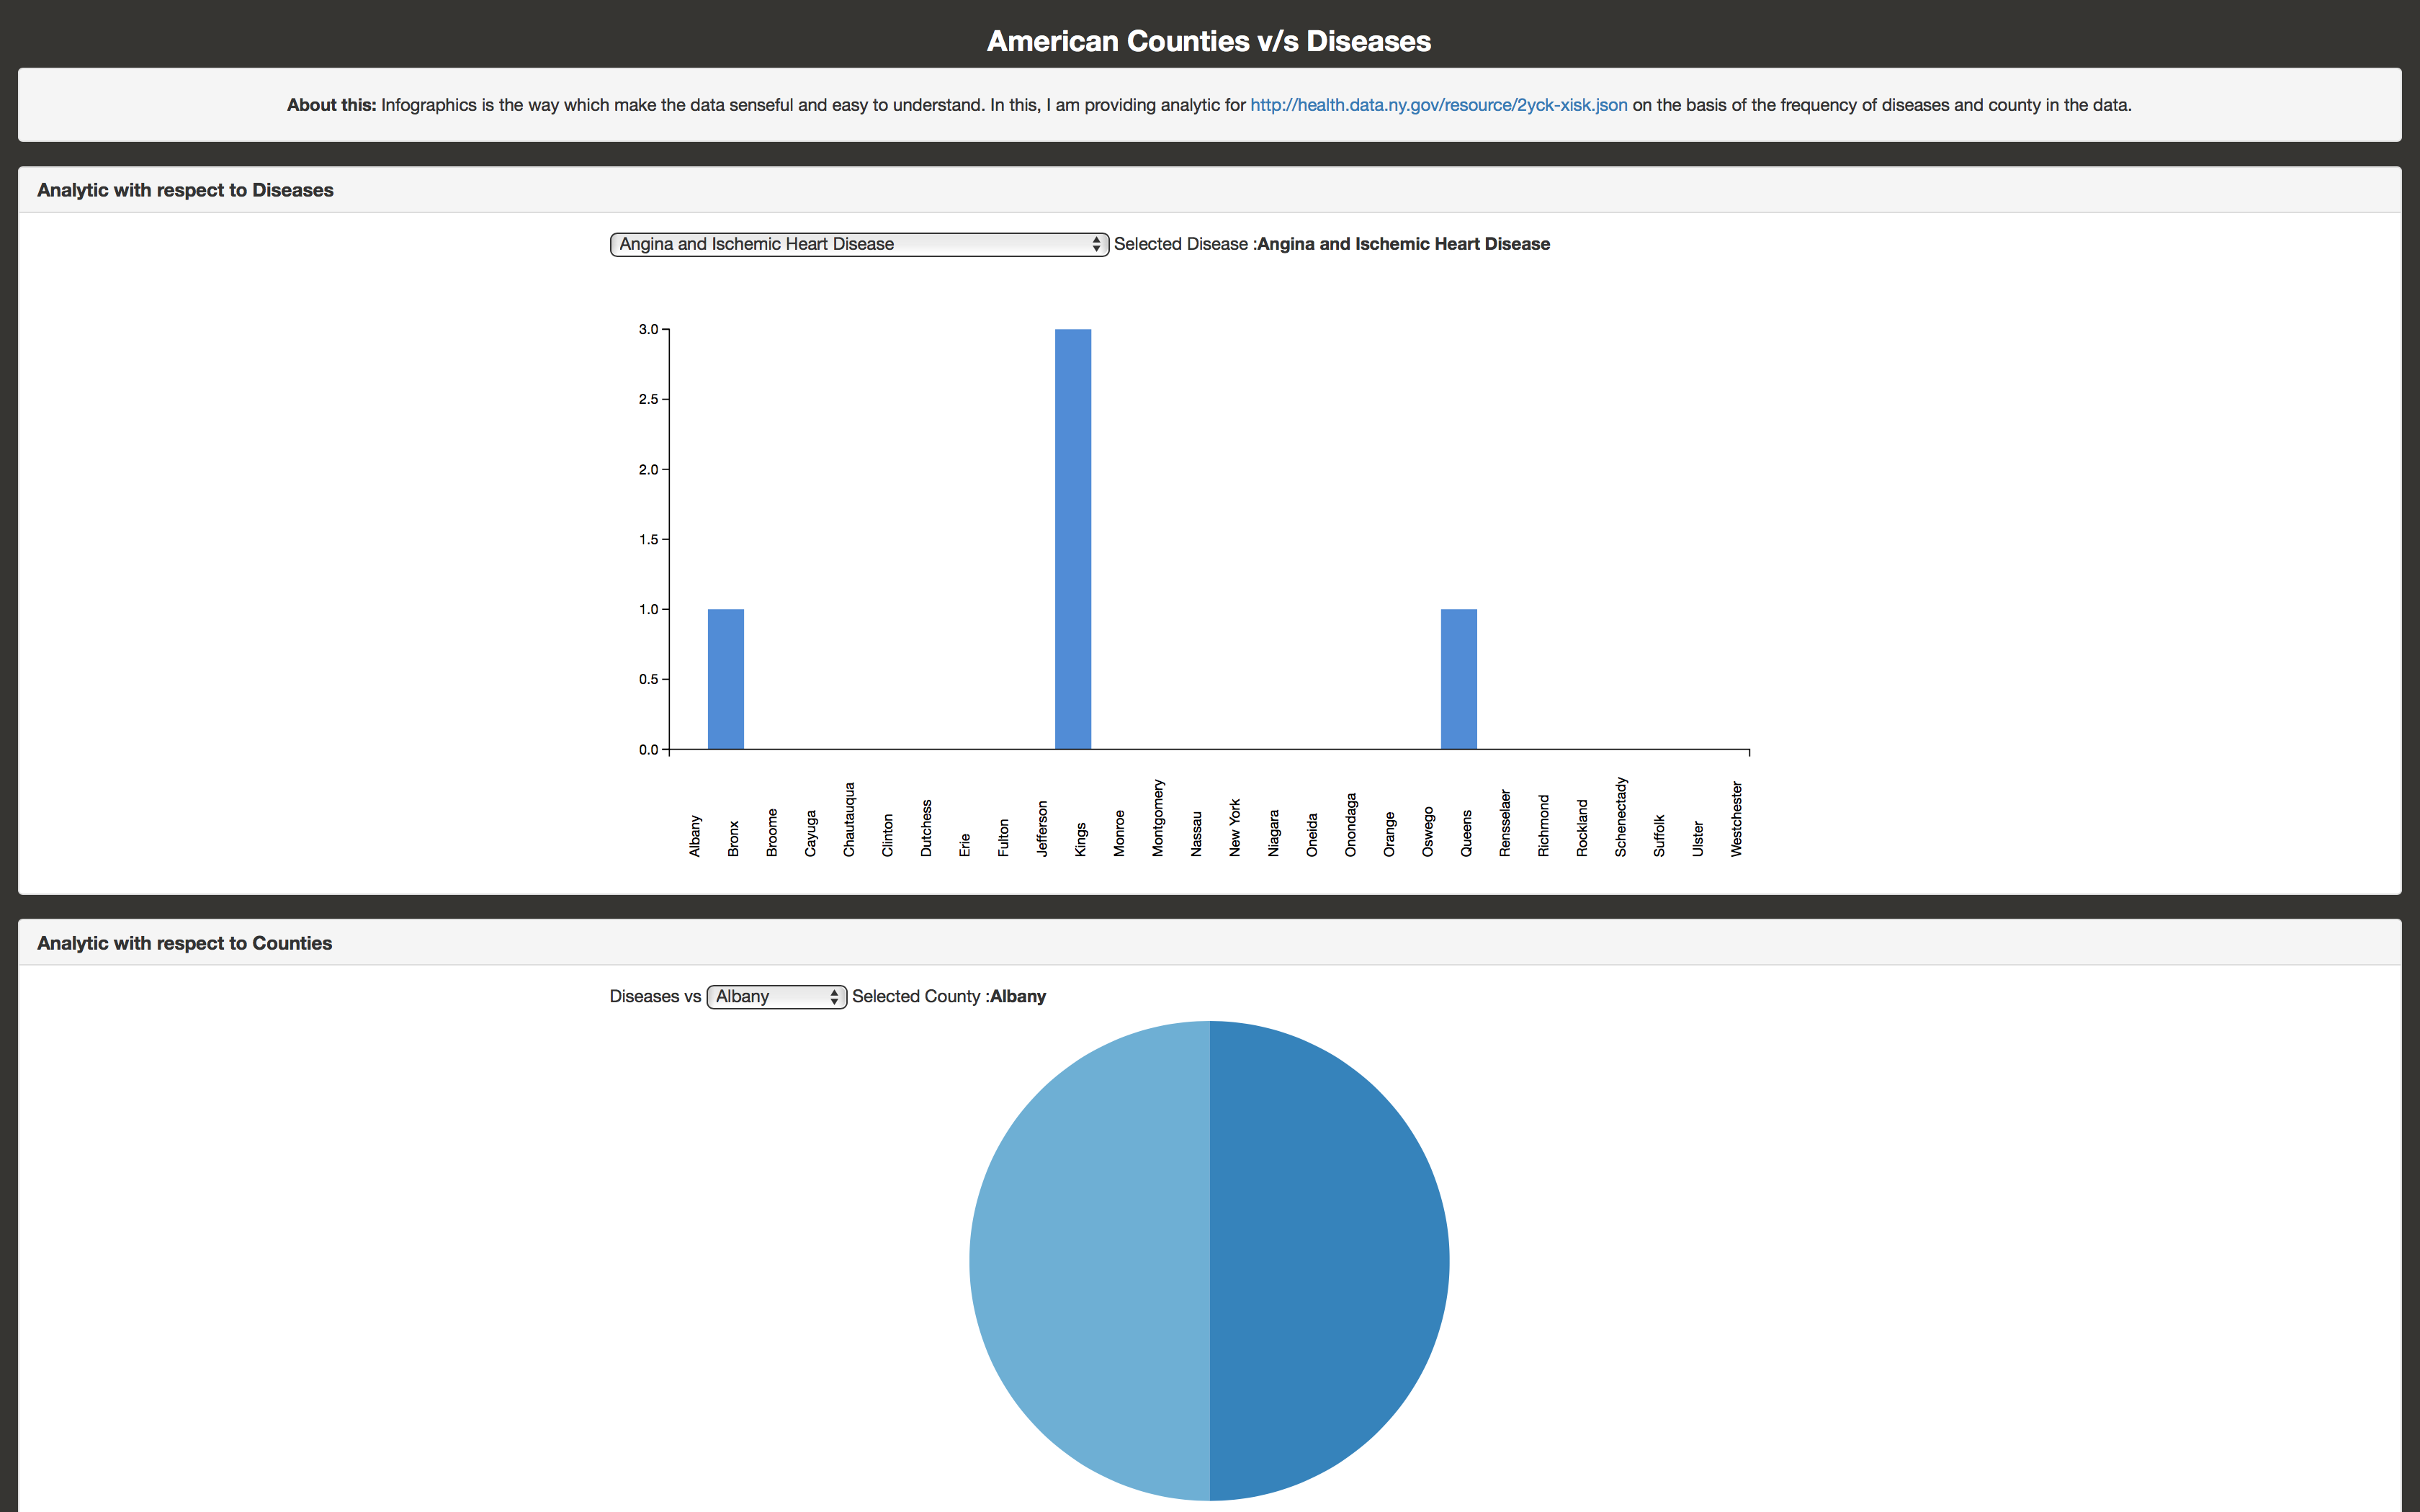 American Counties v/s Diseases
About this: Infographics is the way which make the data senseful and easy to understand. In this, I am providing analytic for http://health.data.ny.gov/resource/2yck-xisk.json on the basis of the frequency of diseases and county in the data.
Analytic with respect to Diseases
Angina and Ischemic Heart Disease Selected Disease :Angina and Ischemic Heart Disease
3.0
2.5
2.0
1.5
1.0
0.5
0.0
Albany
Bronx
Broome
Cayuga
Chautauqua
Clinton
Dutchess
Erie
Fulton
Jefferson
Kings
Monroe
Montgomery
Nassau
New York
Niagara
Oneida
Onondaga
Orange
Oswego
Queens
Rensselaer
Richmond
Rockland
Schenectady
Suffolk
Ulster
Westchester
Analytic with respect to Counties
Diseases vs Albany Selected County :Albany